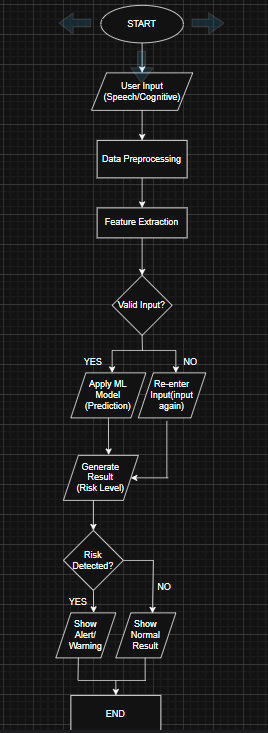 START
User Input
(Speech/Cognitive)
Data Preprocessing
Feature Extraction
Valid Input?
YES
NO
Apply ML
Model
(Prediction)
Re-enter
Input(input
again)
Generate
Result
(Risk Level)
Risk
Detected?
NO
YES
Show
Alert/
Warning
Show
Normal
Result
END